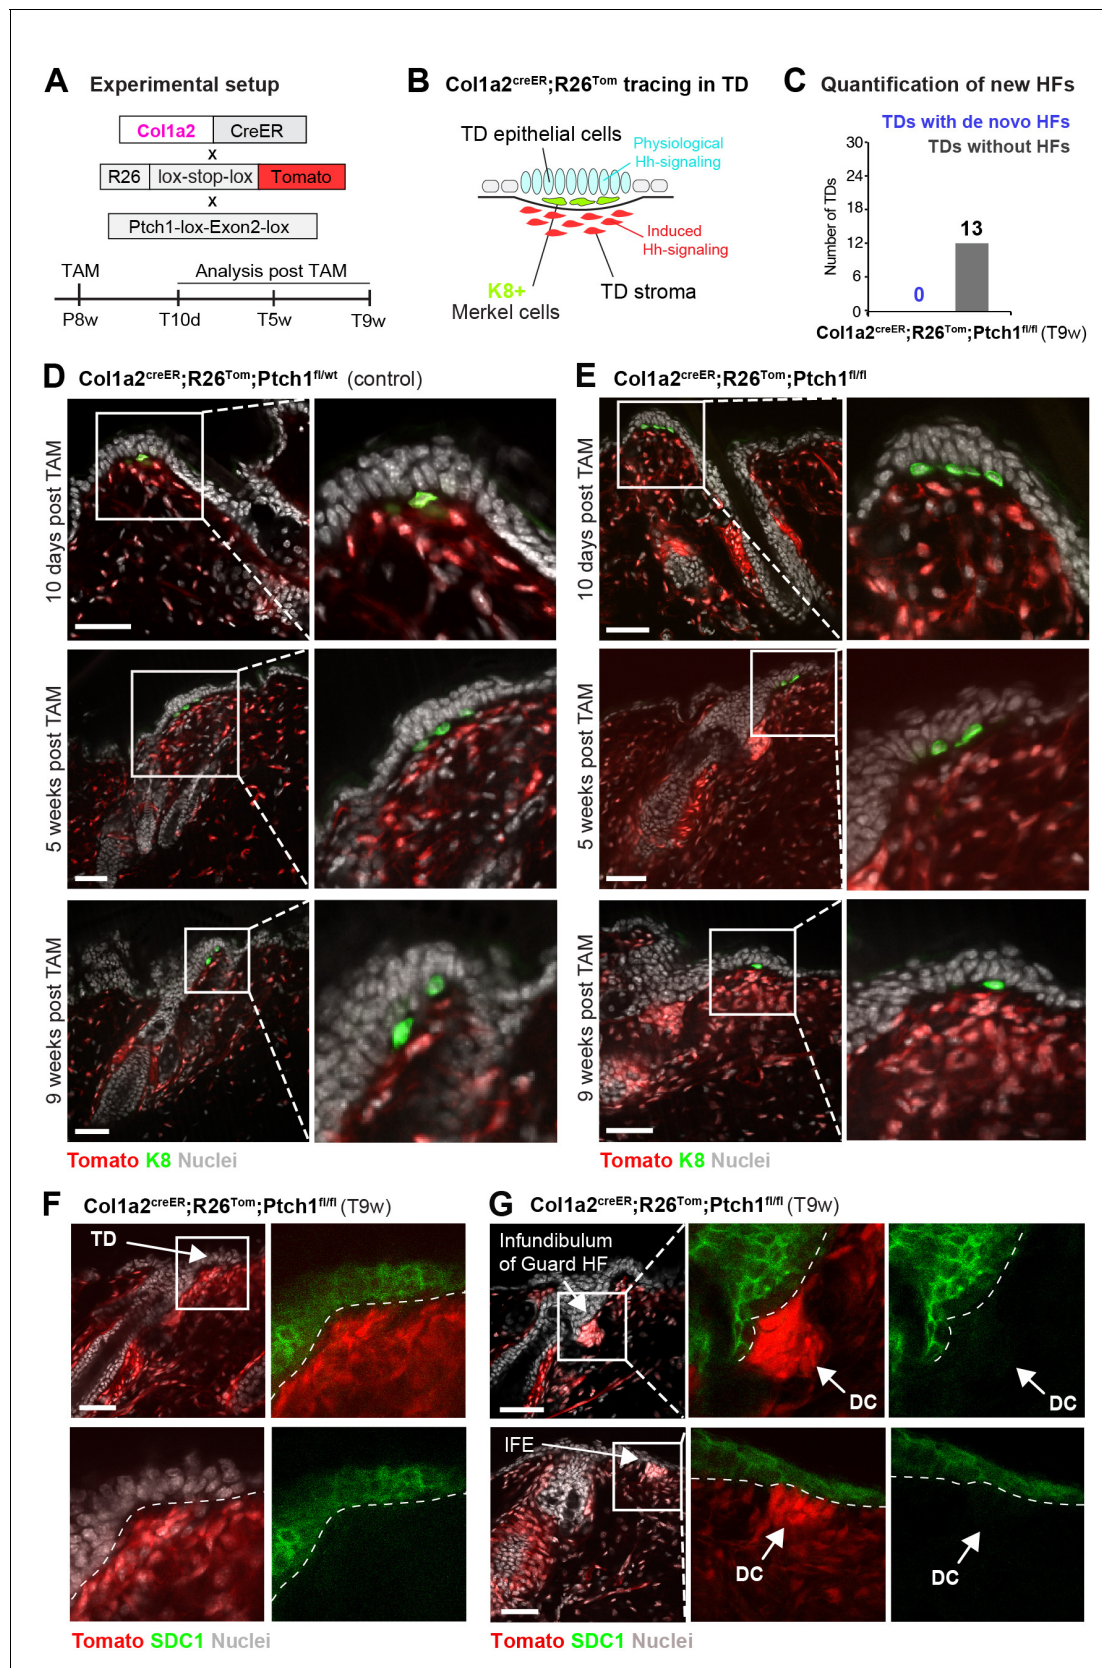 A Experimental setup
Col1a2 CreER
x
R26 lox-stop-lox Tomato
x
Ptch1-lox-Exon2-lox
TAM Analysis post TAM
P8w T10d T5w T9w
B Col1a2creER;R26Tom tracing in TD
TD epithelial cells
Physiological
Hh-signaling
Induced
Hh-signaling
K8+
Merkel cells
TD stroma
C Quantification of new HFs
TDs with de novo HFs
TDs without HFs
Number of TDs
30
24
18
12
6
0
0
13
Col1a2creER;R26Tom;Ptch1fl/fl (T9w)
D Col1a2creER;R26Tom;Ptch1fl/wt (control)
10 days post TAM
5 weeks post TAM
9 weeks post TAM
Tomato K8 Nuclei
E Col1a2creER;R26Tom;Ptch1fl/fl
10 days post TAM
5 weeks post TAM
9 weeks post TAM
F Col1a2creER;R26Tom;Ptch1fl/fl (T9w)
TD
Tomato SDC1 Nuclei
G Col1a2creER;R26Tom;Ptch1fl/fl (T9w)
Infundibulum
of Guard HF
DC
DC
IFE
DC
DC
Tomato SDC1 Nuclei